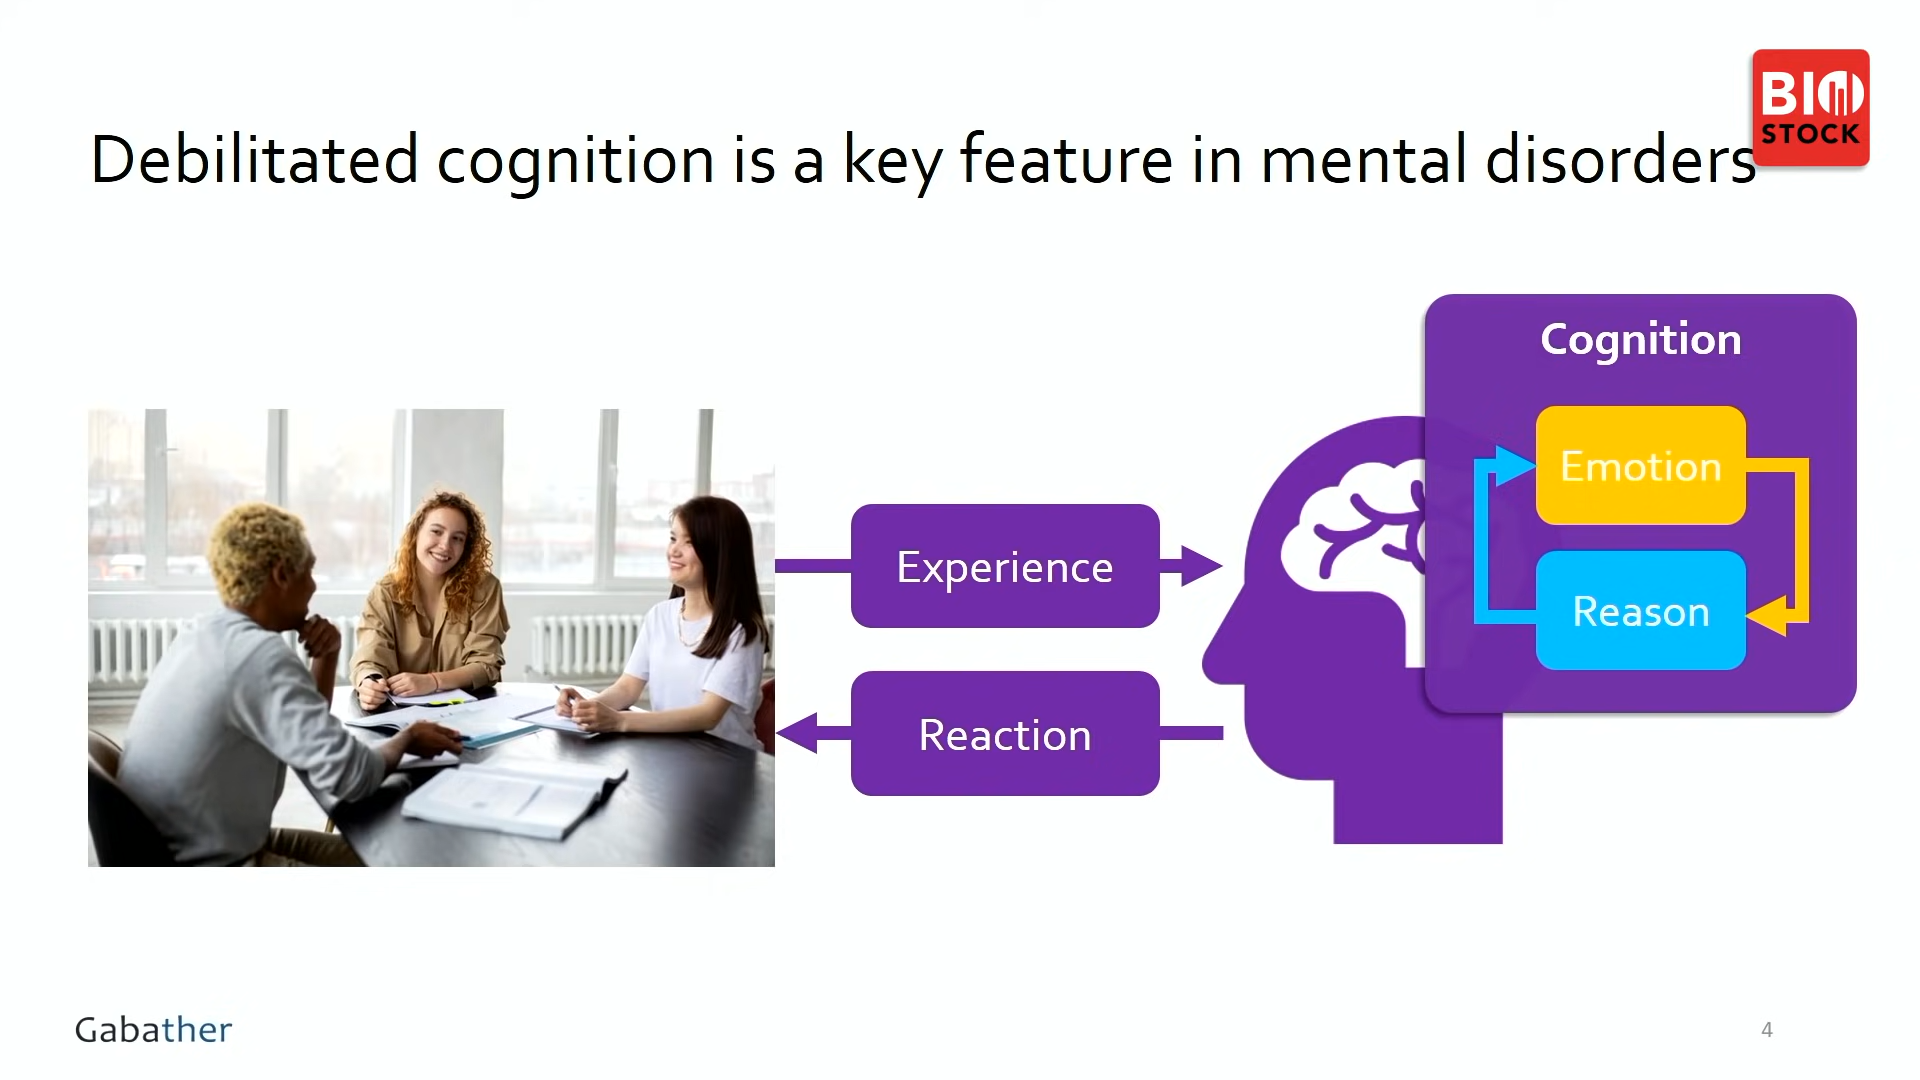 BIO
STOCK
Debilitated cognition is a key feature in mental disorders
Cognition
Emotion
Experience
Reason
Reaction
Gabather
4